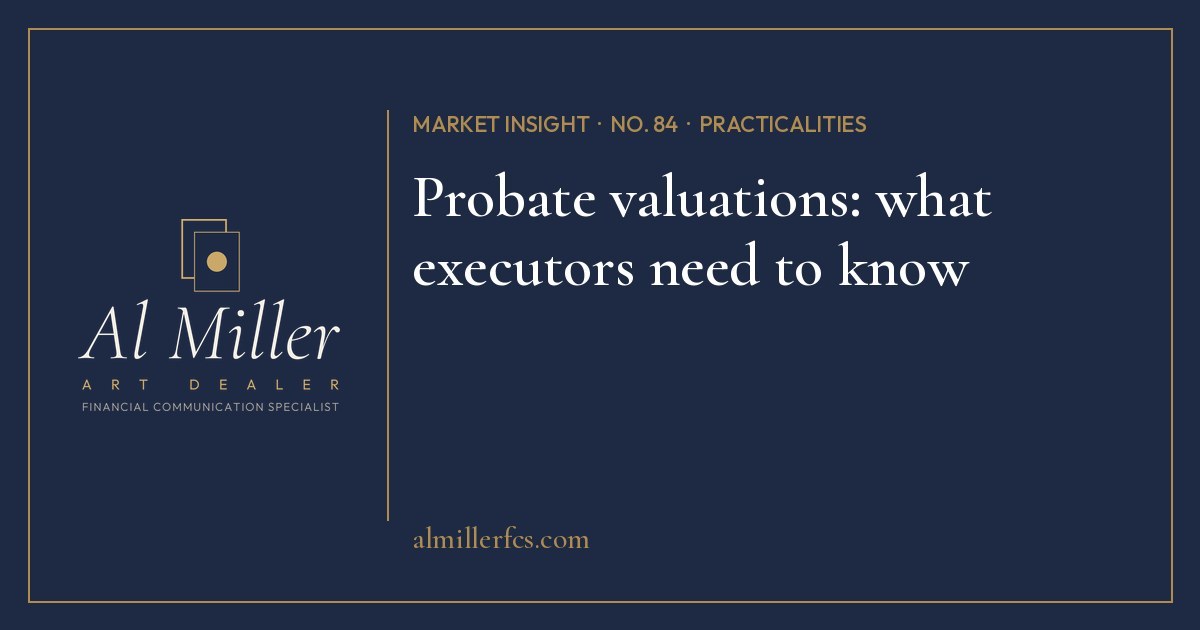 Al Miller
ART DEALER
FINANCIAL COMMUNICATION SPECIALIST
MARKET INSIGHT · NO. 84 · PRACTICALITIES
Probate valuations: what
executors need to know
almillerfcs.com